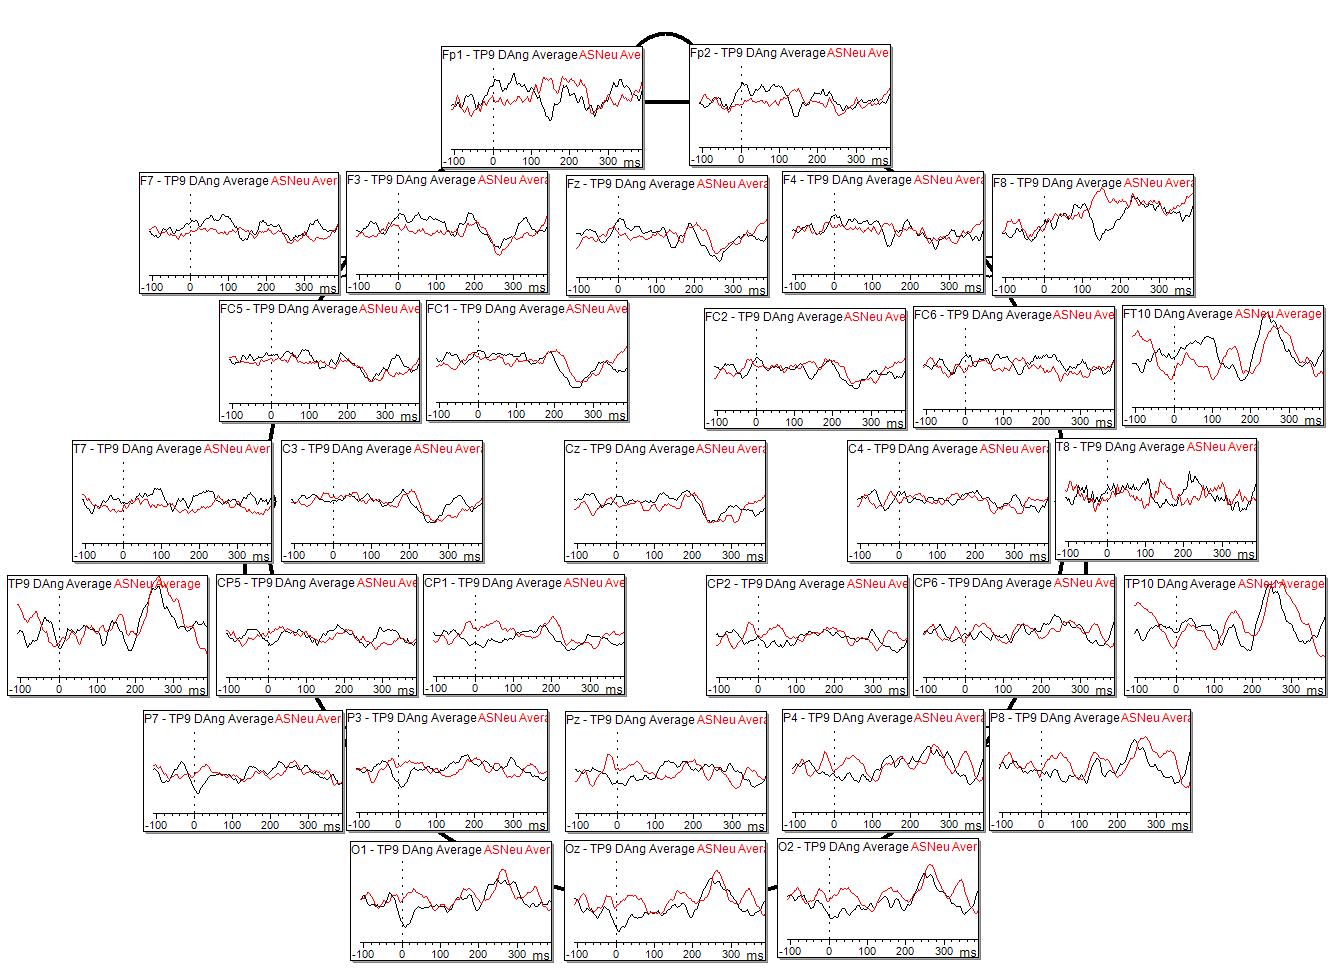 Fp1 - TP9 DAng Average ASNeu Ave
-100 0 100 200 300 ms
Fp2 - TP9 DAng Average ASNeu Ave
-100 0 100 200 300 ms
F7 - TP9 DAng Average ASNeu Aver
-100 0 100 200 300 ms
F3 - TP9 DAng Average ASNeu Avera
-100 0 100 200 300 ms
Fz - TP9 DAng Average ASNeu Avera
-100 0 100 200 300 ms
F4 - TP9 DAng Average ASNeu Avera
-100 0 100 200 300 ms
F8 - TP9 DAng Average ASNeu Avera
-100 0 100 200 300 ms
FC5 - TP9 DAng Average ASNeu Ave
-100 0 100 200 300 ms
FC1 - TP9 DAng Average ASNeu Ave
-100 0 100 200 300 ms
FC2 - TP9 DAng Average ASNeu Ave
-100 0 100 200 300 ms
FC6 - TP9 DAng Average ASNeu Ave
-100 0 100 200 300 ms
FT10 DAng Average ASNeu Average
-100 0 100 200 300 ms
T7 - TP9 DAng Average ASNeu Aver
-100 0 100 200 300 ms
C3 - TP9 DAng Average ASNeu Avera
-100 0 100 200 300 ms
Cz - TP9 DAng Average ASNeu Avera
-100 0 100 200 300 ms
C4 - TP9 DAng Average ASNeu Avera
-100 0 100 200 300 ms
T8 - TP9 DAng Average ASNeu Avera
-100 0 100 200 300 ms
TP9 DAng Average ASNeu Average
-100 0 100 200 300 ms
CP5 - TP9 DAng Average ASNeu Ave
-100 0 100 200 300 ms
CP1 - TP9 DAng Average ASNeu Ave
-100 0 100 200 300 ms
CP2 - TP9 DAng Average ASNeu Ave
-100 0 100 200 300 ms
CP6 - TP9 DAng Average ASNeu Ave
-100 0 100 200 300 ms
TP10 DAng Average ASNeu Average
-100 0 100 200 300 ms
P7 - TP9 DAng Average ASNeu Aver
-100 0 100 200 300 ms
P3 - TP9 DAng Average ASNeu Avera
-100 0 100 200 300 ms
Pz - TP9 DAng Average ASNeu Avera
-100 0 100 200 300 ms
P4 - TP9 DAng Average ASNeu Avera
-100 0 100 200 300 ms
P8 - TP9 DAng Average ASNeu Avera
-100 0 100 200 300 ms
O1 - TP9 DAng Average ASNeu Aver
-100 0 100 200 300 ms
Oz - TP9 DAng Average ASNeu Aver
-100 0 100 200 300 ms
O2 - TP9 DAng Average ASNeu Aver
-100 0 100 200 300 ms